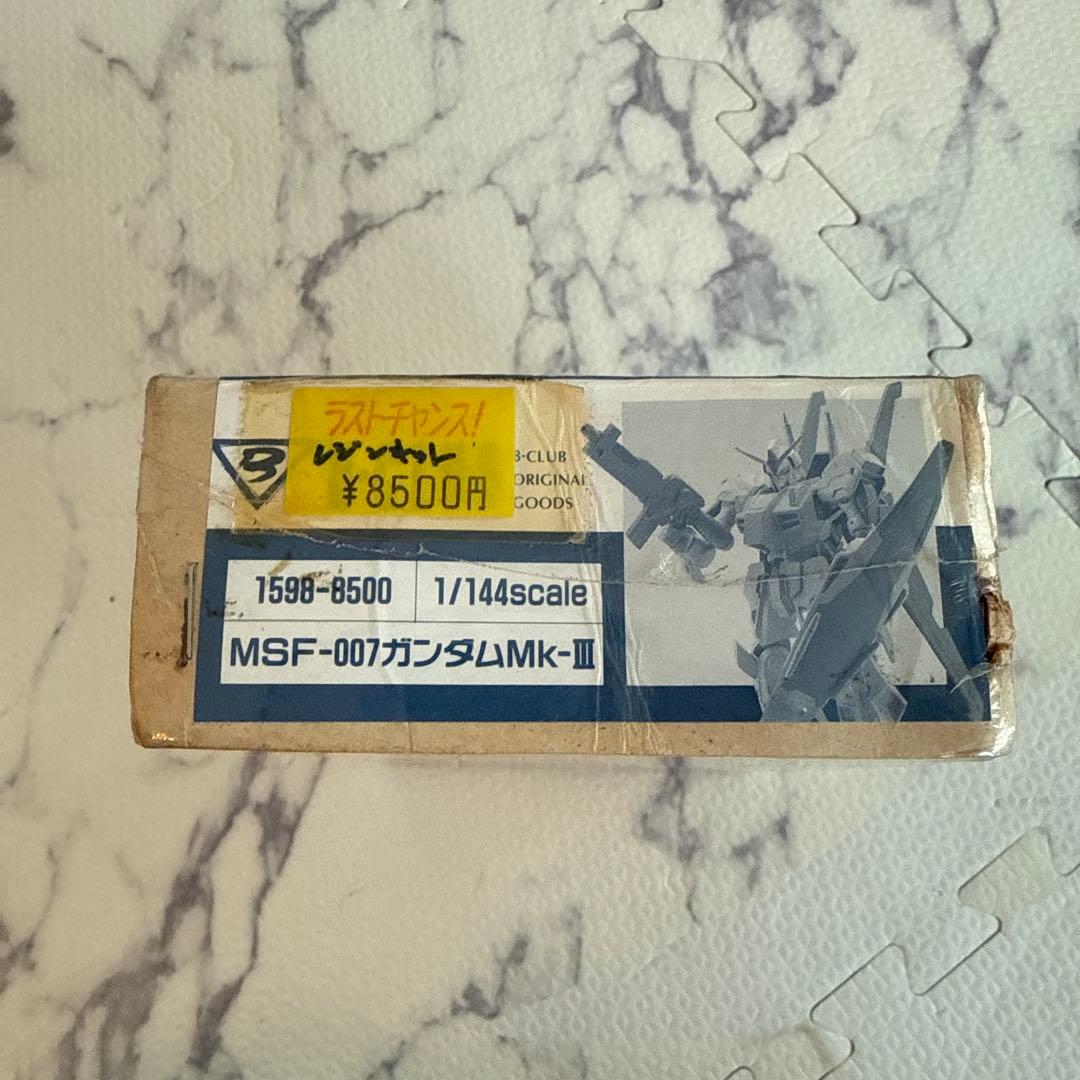 ラストチャンス!
レジンキット
¥8500円
B
B-CLUB
ORIGINAL
GOODS
1598-8500
1/144scale
MSF-007ガンダムMk-Ⅲ